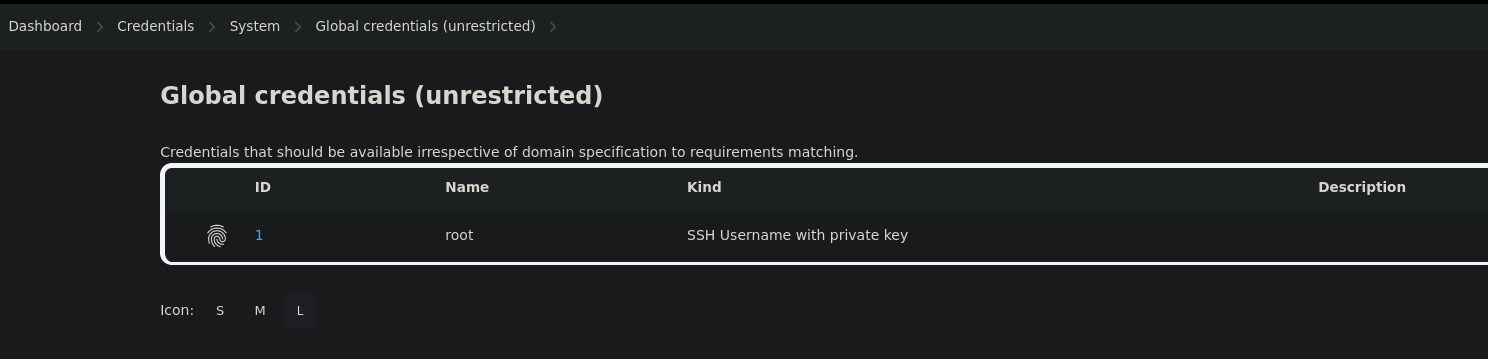 Dashboard Credentials System Global credentials (unrestricted)
Global credentials (unrestricted)
Credentials that should be available irrespective of domain specification to requirements matching.
ID Name Kind Description
1 root SSH Username with private key
Icon: S M L